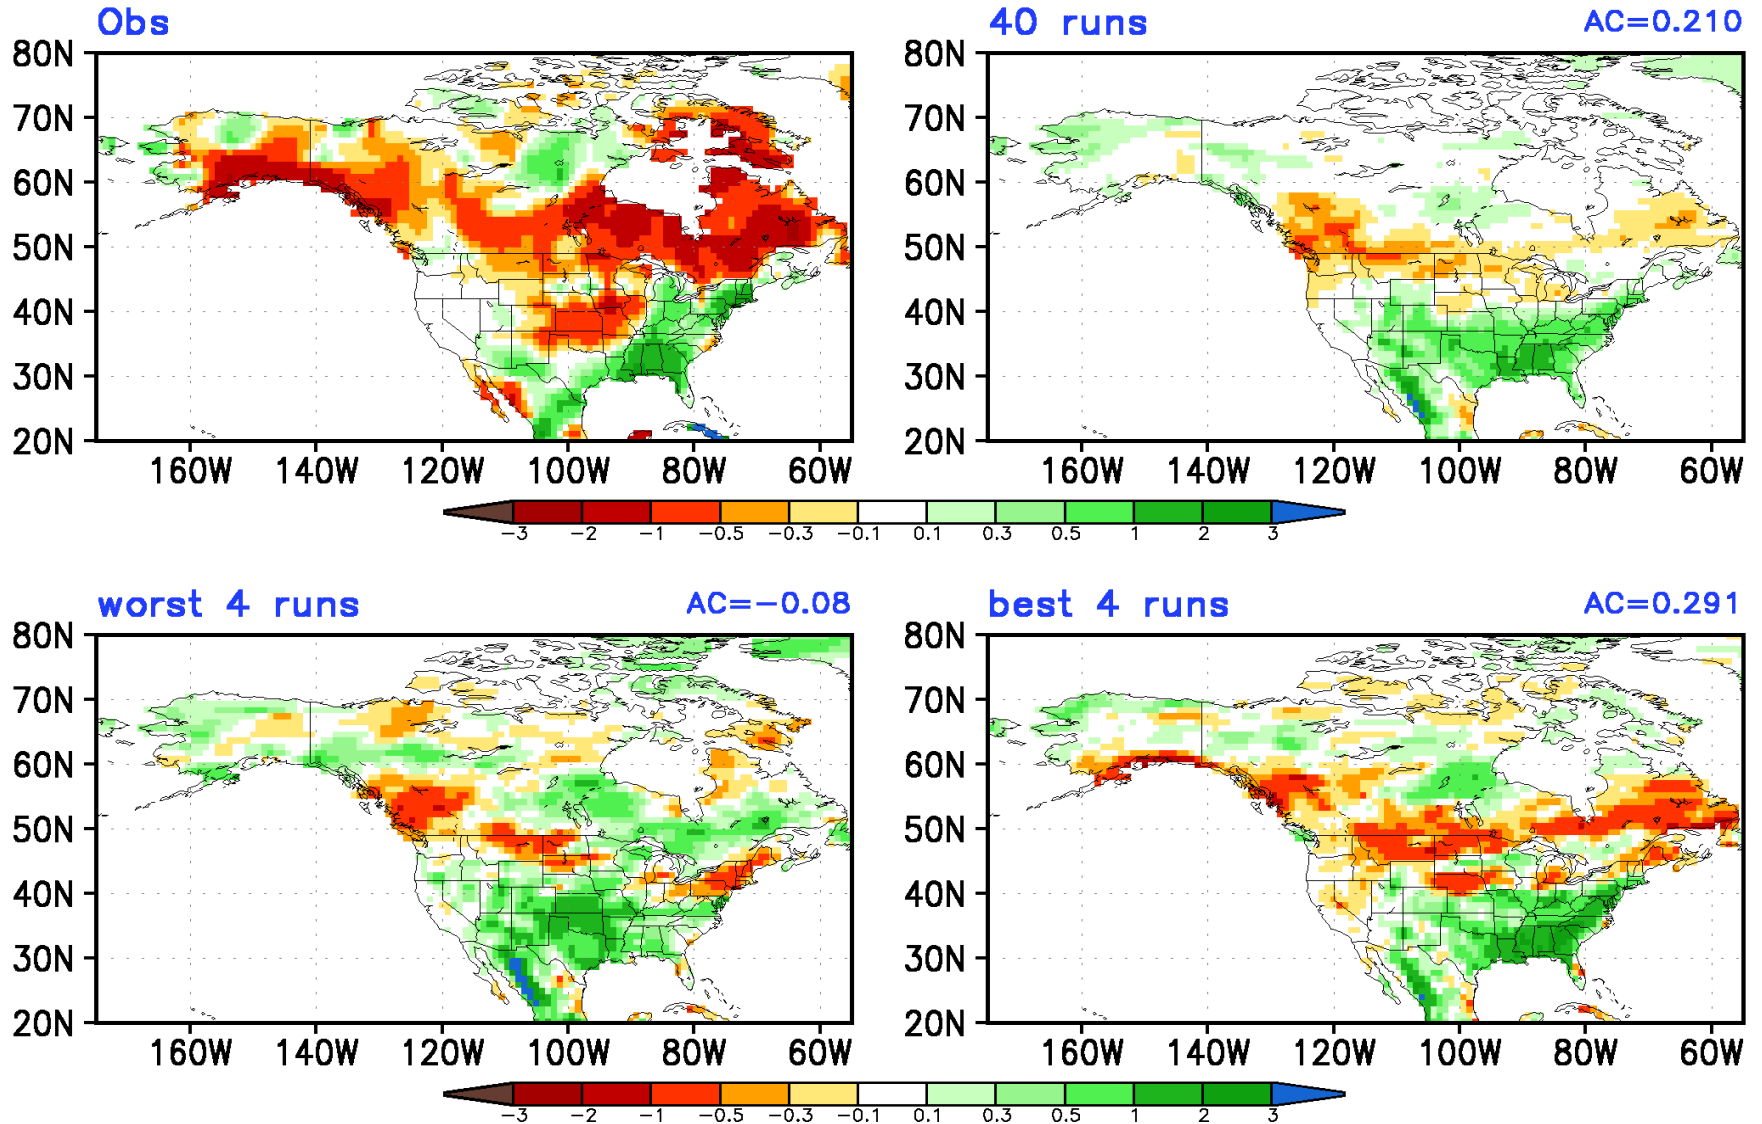 Obs
40 runs AC=0.210
80N 80N
70N 70N
60N 60N
50N 50N
40N 40N
30N 30N
20N 20N
160W 140W 120W 100W 80W 60W 160W 140W 120W 100W 80W 60W
-3 -2 -1 -0.5 -0.3 -0.1 0.1 0.3 0.5 1 2 3
worst 4 runs AC=-0.08
best 4 runs AC=0.291
80N 80N
70N 70N
60N 60N
50N 50N
40N 40N
30N 30N
20N 20N
160W 140W 120W 100W 80W 60W 160W 140W 120W 100W 80W 60W
-3 -2 -1 -0.5 -0.3 -0.1 0.1 0.3 0.5 1 2 3